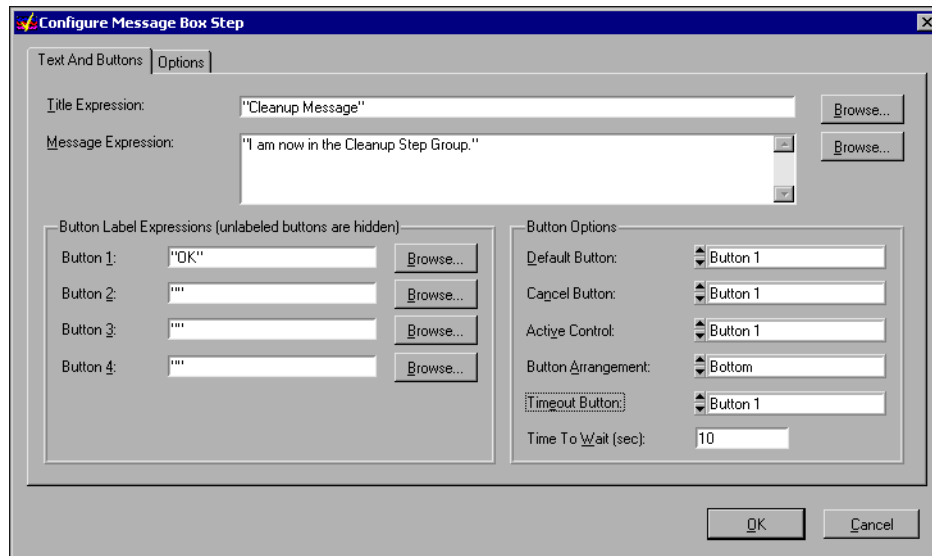 Configure Message Box Step
Text And Buttons Options
Title Expression: "Cleanup Message" Browse...
Message Expression: "I am now in the Cleanup Step Group." Browse...
Button Label Expressions (unlabeled buttons are hidden)
Button 1: "OK" Browse...
Button 2: "" Browse...
Button 3: "" Browse...
Button 4: "" Browse...
Button Options
Default Button: Button 1
Cancel Button: Button 1
Active Control: Button 1
Button Arrangement: Bottom
Timeout Button: Button 1
Time To Wait (sec): 10
OK Cancel